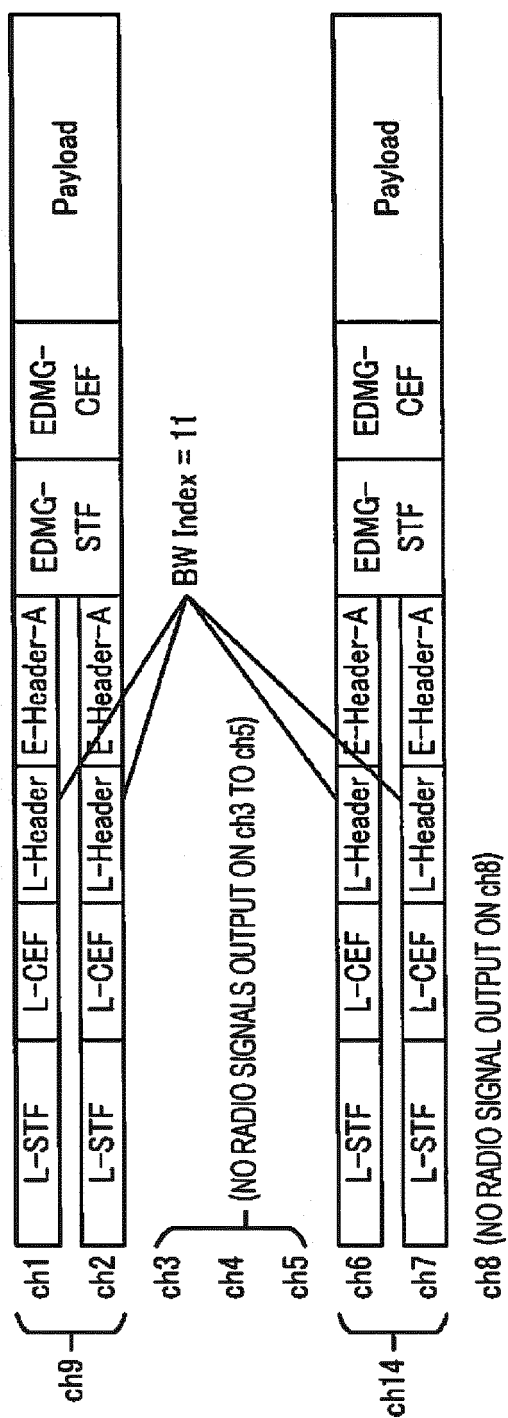 ch9
ch1 L-STF L-CEF L-Header E-Header-A EDMG-STF EDMG-CEF Payload
ch2 L-STF L-CEF L-Header E-Header-A
BW Index = 11
ch3
ch4 (NO RADIO SIGNALS OUTPUT ON ch3 TO ch5)
ch5
ch14
ch6 L-STF L-CEF L-Header E-Header-A EDMG-STF EDMG-CEF Payload
ch7 L-STF L-CEF L-Header E-Header-A
ch8 (NO RADIO SIGNAL OUTPUT ON ch8)